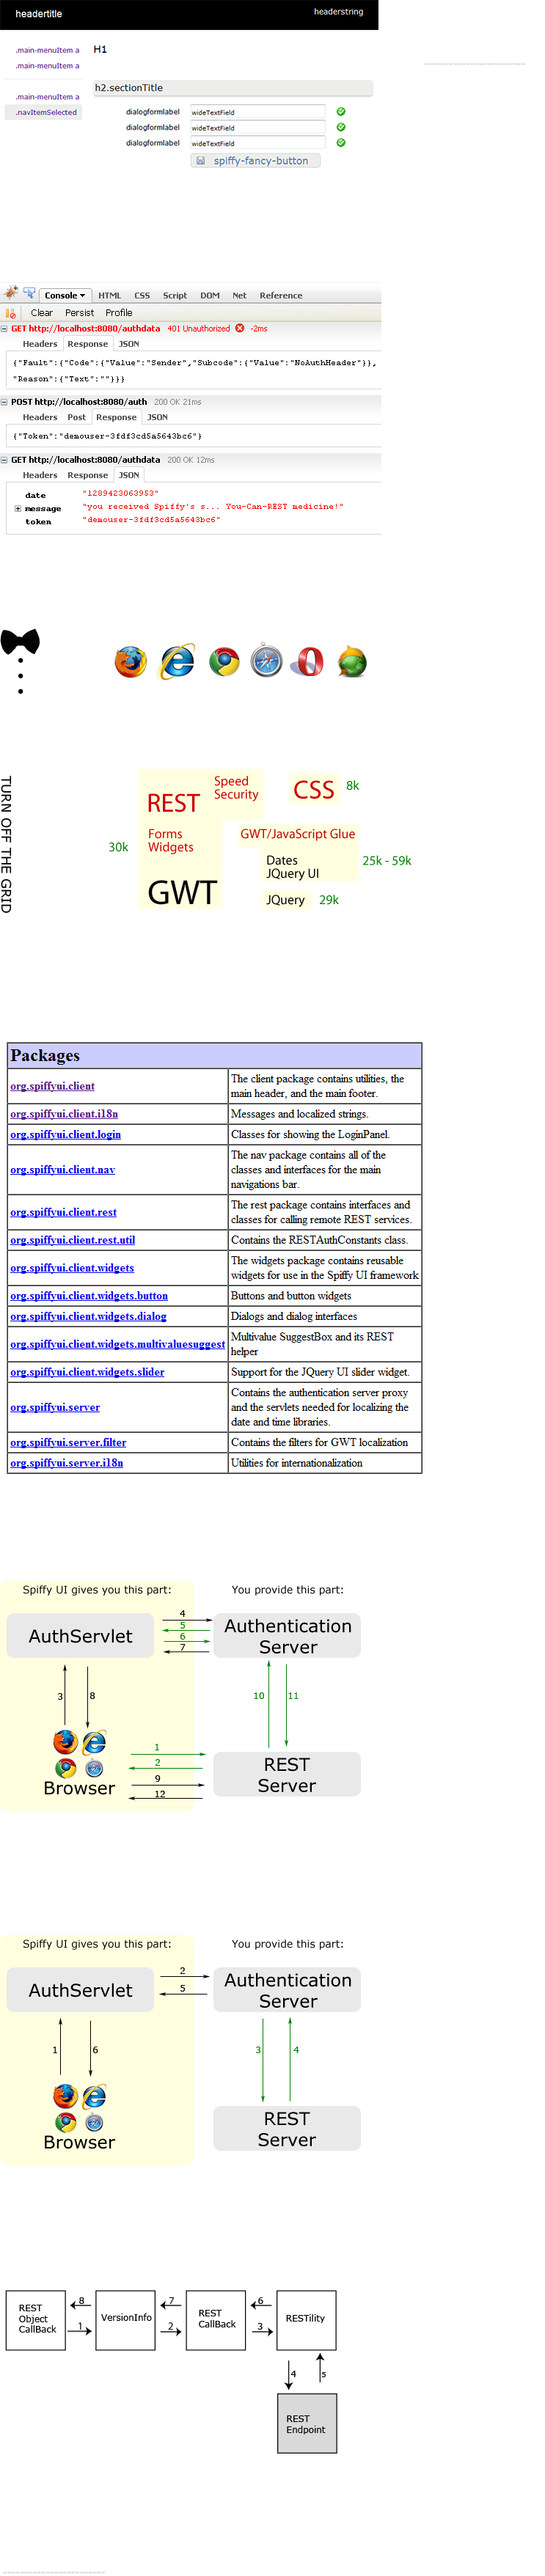 headertitle
headerstring
.main-menuItem a
H1
.main-menuItem a
.main-menuItem a
h2.sectionTitle
.navItemSelected
dialogformlabel wideTextField
dialogformlabel wideTextField
dialogformlabel wideTextField
spiffy-fancy-button
Console HTML CSS Script DOM Net Reference
Clear Persist Profile
GET http://localhost:8080/authdata 401 Unauthorized -2ms
Headers Response JSON
{"Fault":{"Code":{"Value":"Sender","Subcode":{"Value":"NoAuthHeader"}},
"Reason":{"Text":""}}}
POST http://localhost:8080/auth 200 OK 21ms
Headers Post Response JSON
{"Token":"demouser-3fdf3cd5a5643bc6"}
GET http://localhost:8080/authdata 200 OK 12ms
Headers Response JSON
date "1289423063953"
message "you received Spiffy's s... You-Can-REST medicine!"
token "demouser-3fdf3cd5a5643bc6"
TURN OFF THE GRID
REST
Speed
Security
CSS 8k
30k
Forms
Widgets
GWT/JavaScript Glue
Dates
JQuery UI
25k - 59k
GWT
JQuery 29k
Packages
org.spiffyui.client The client package contains utilities, the
main header, and the main footer.
org.spiffyui.client.i18n Messages and localized strings.
org.spiffyui.client.login Classes for showing the LoginPanel.
org.spiffyui.client.nav The nav package contains all of the
classes and interfaces for the main
navigations bar.
org.spiffyui.client.rest The rest package contains interfaces and
classes for calling remote REST services.
org.spiffyui.client.rest.util Contains the RESTAuthConstants class.
org.spiffyui.client.widgets The widgets package contains reusable
widgets for use in the Spiffy UI framework
org.spiffyui.client.widgets.button Buttons and button widgets
org.spiffyui.client.widgets.dialog Dialogs and dialog interfaces
org.spiffyui.client.widgets.multivaluesuggest Multivalue SuggestBox and its REST
helper
org.spiffyui.client.widgets.slider Support for the JQuery UI slider widget.
org.spiffyui.server Contains the authentication server proxy
and the servlets needed for localizing the
date and time libraries.
org.spiffyui.server.filter Contains the filters for GWT localization
org.spiffyui.server.i18n Utilities for internationalization
Spiffy UI gives you this part: You provide this part:
AuthServlet
4
5
6
7
Authentication
Server
3 8
10 11
1
2
9
12
Browser
REST
Server
Spiffy UI gives you this part: You provide this part:
AuthServlet
2
5
Authentication
Server
1 6
3 4
Browser
REST
Server
REST
Object
CallBack
8
1
VersionInfo
7
2
REST
CallBack
6
3
RESTility
4 5
REST
Endpoint